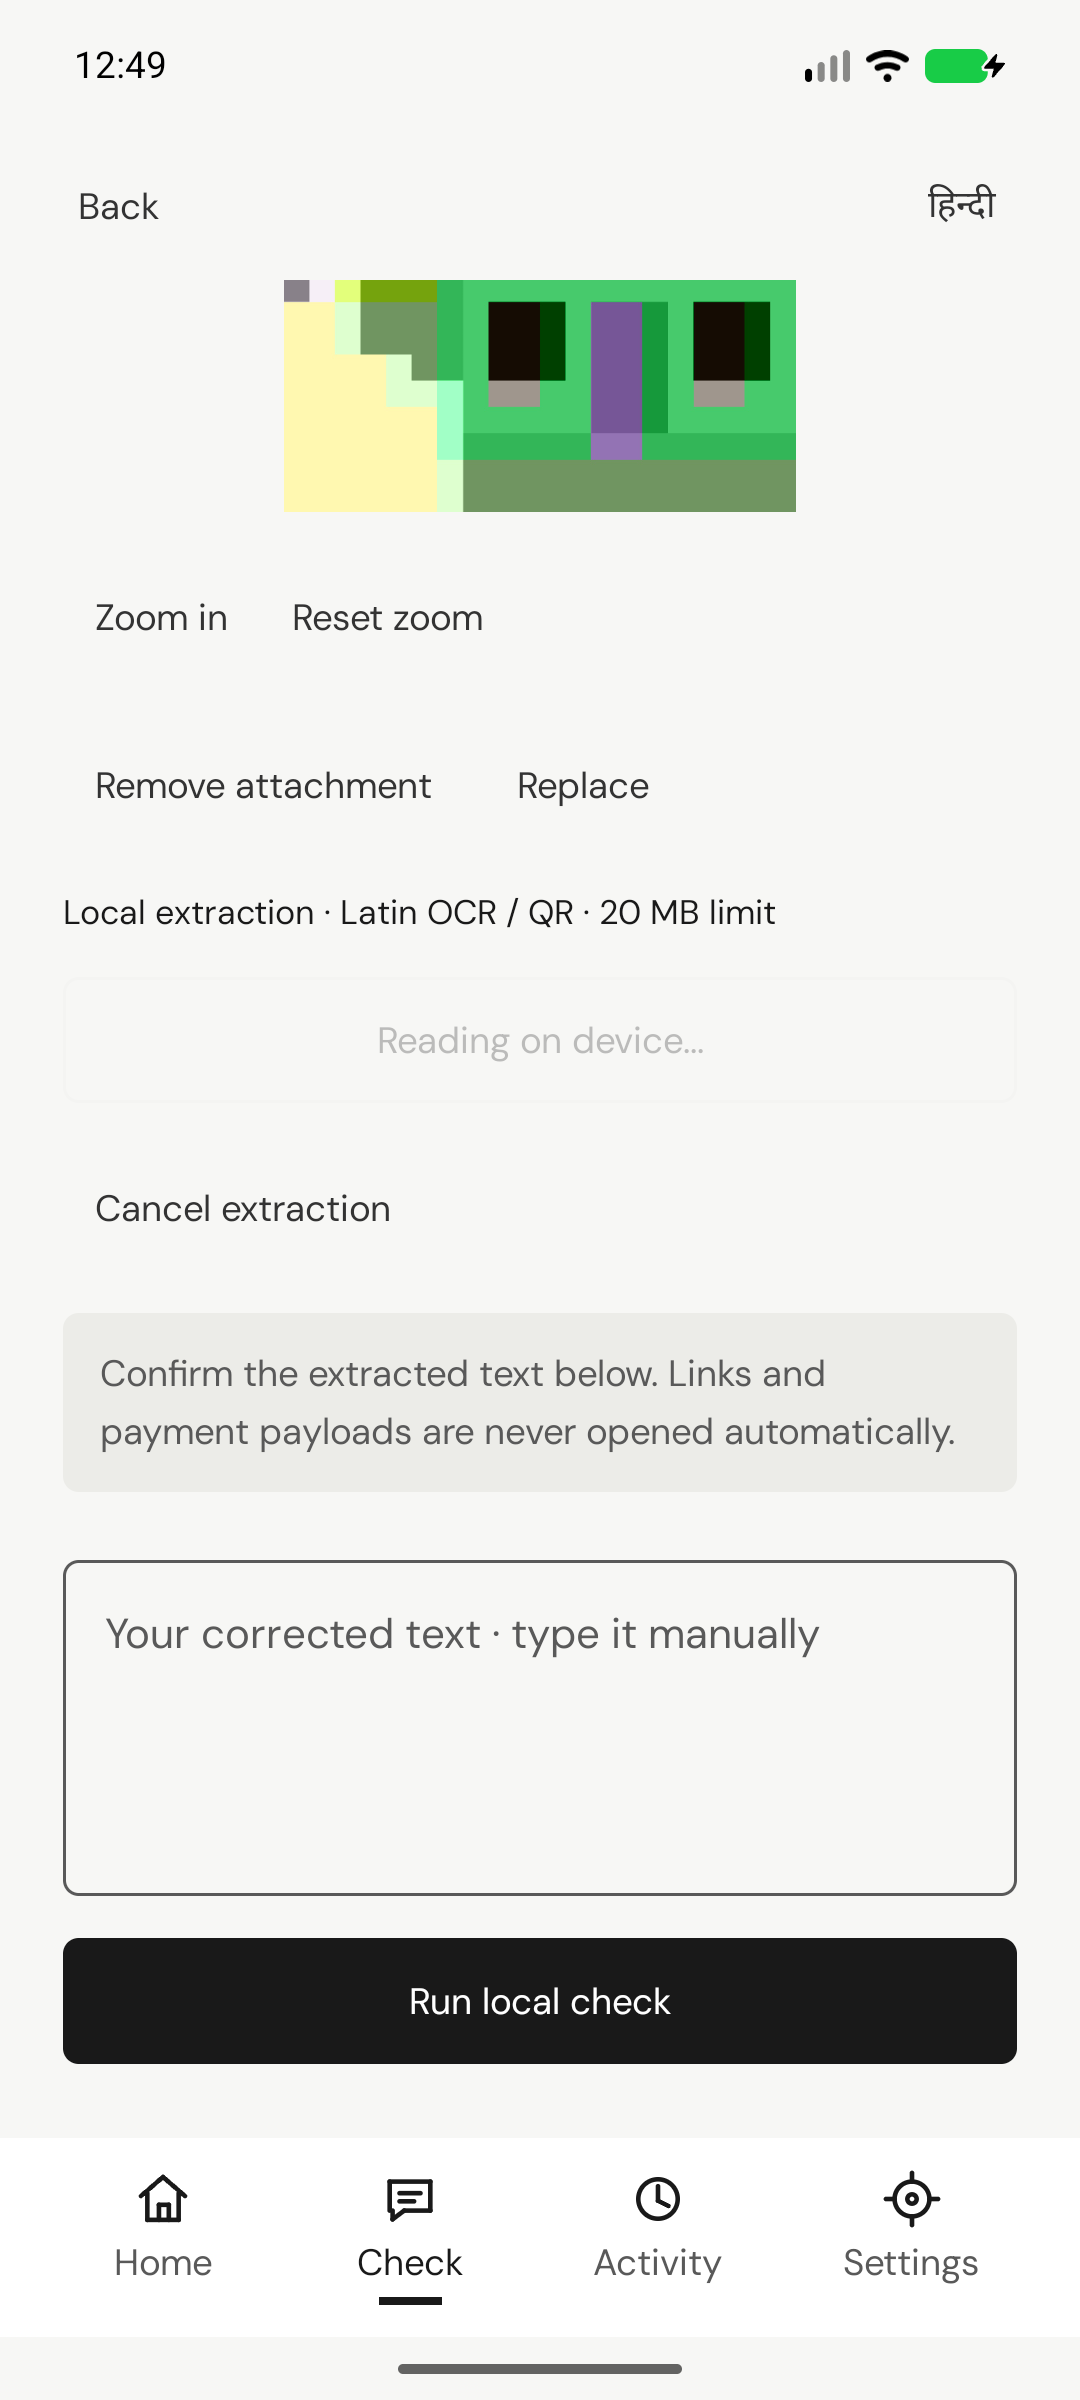 12:49
Back
हिन्दी
Zoom in
Reset zoom
Remove attachment
Replace
Local extraction · Latin OCR / QR · 20 MB limit
Reading on device...
Cancel extraction
Confirm the extracted text below. Links and
payment payloads are never opened automatically.
Your corrected text · type it manually
Run local check
Home
Check
Activity
Settings